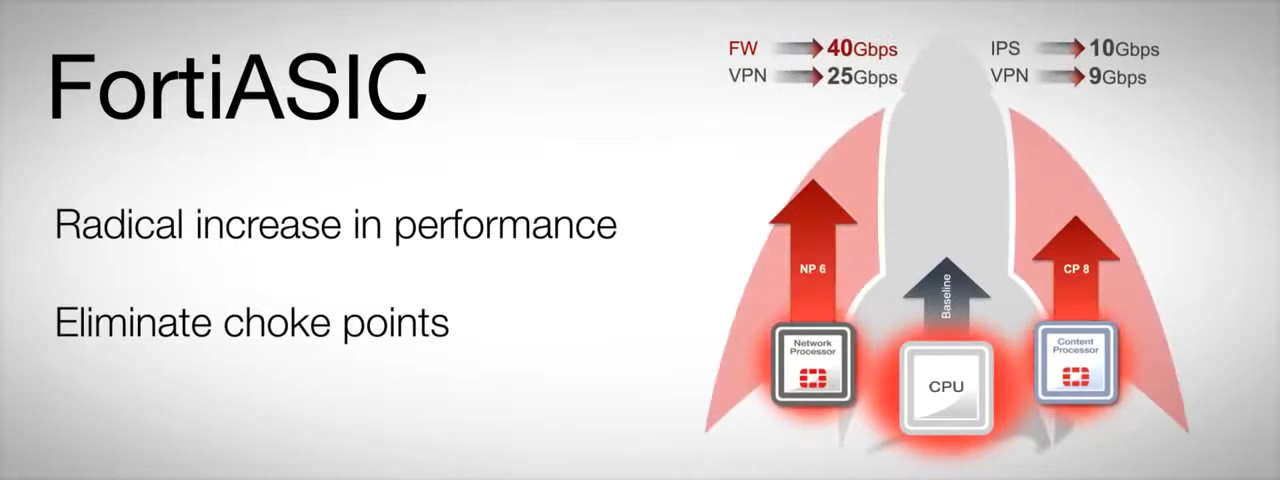 FortiASIC
Radical increase in performance
Eliminate choke points
FW 40Gbps
VPN 25Gbps
IPS 10Gbps
VPN 9Gbps
NP 6
Baseline
CP 8
Network
Processor
CPU
Content
Processor